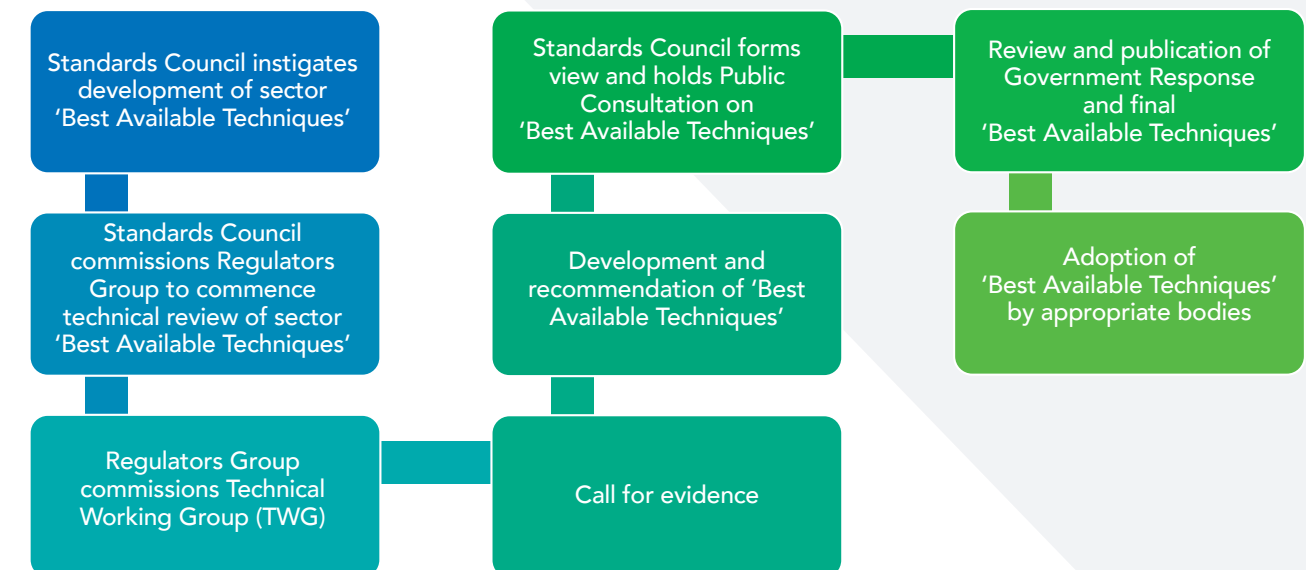 Standards Council instigates
development of sector
‘Best Available Techniques’
Standards Council
commissions Regulators
Group to commence
technical review of sector
‘Best Available Techniques’
Regulators Group
commissions Technical
Working Group (TWG)
Call for evidence
Development and
recommendation of ‘Best
Available Techniques’
Standards Council forms
view and holds Public
Consultation on
‘Best Available Techniques’
Review and publication of
Government Response
and final
‘Best Available Techniques’
Adoption of
‘Best Available Techniques’
by appropriate bodies